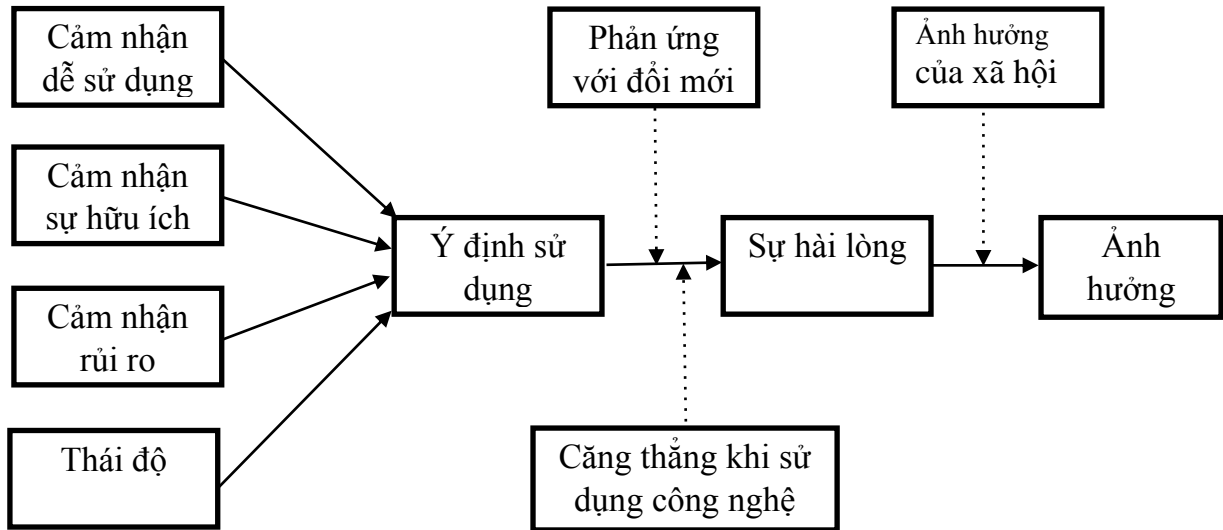 Cảm nhận
dễ sử dụng
Phản ứng
với đổi mới
Ảnh hưởng
của xã hội
Cảm nhận
sự hữu ích
Ý định sử
dụng
Sự hài lòng
Ảnh
hưởng
Cảm nhận
rủi ro
Thái độ
Căng thẳng khi sử
dụng công nghệ